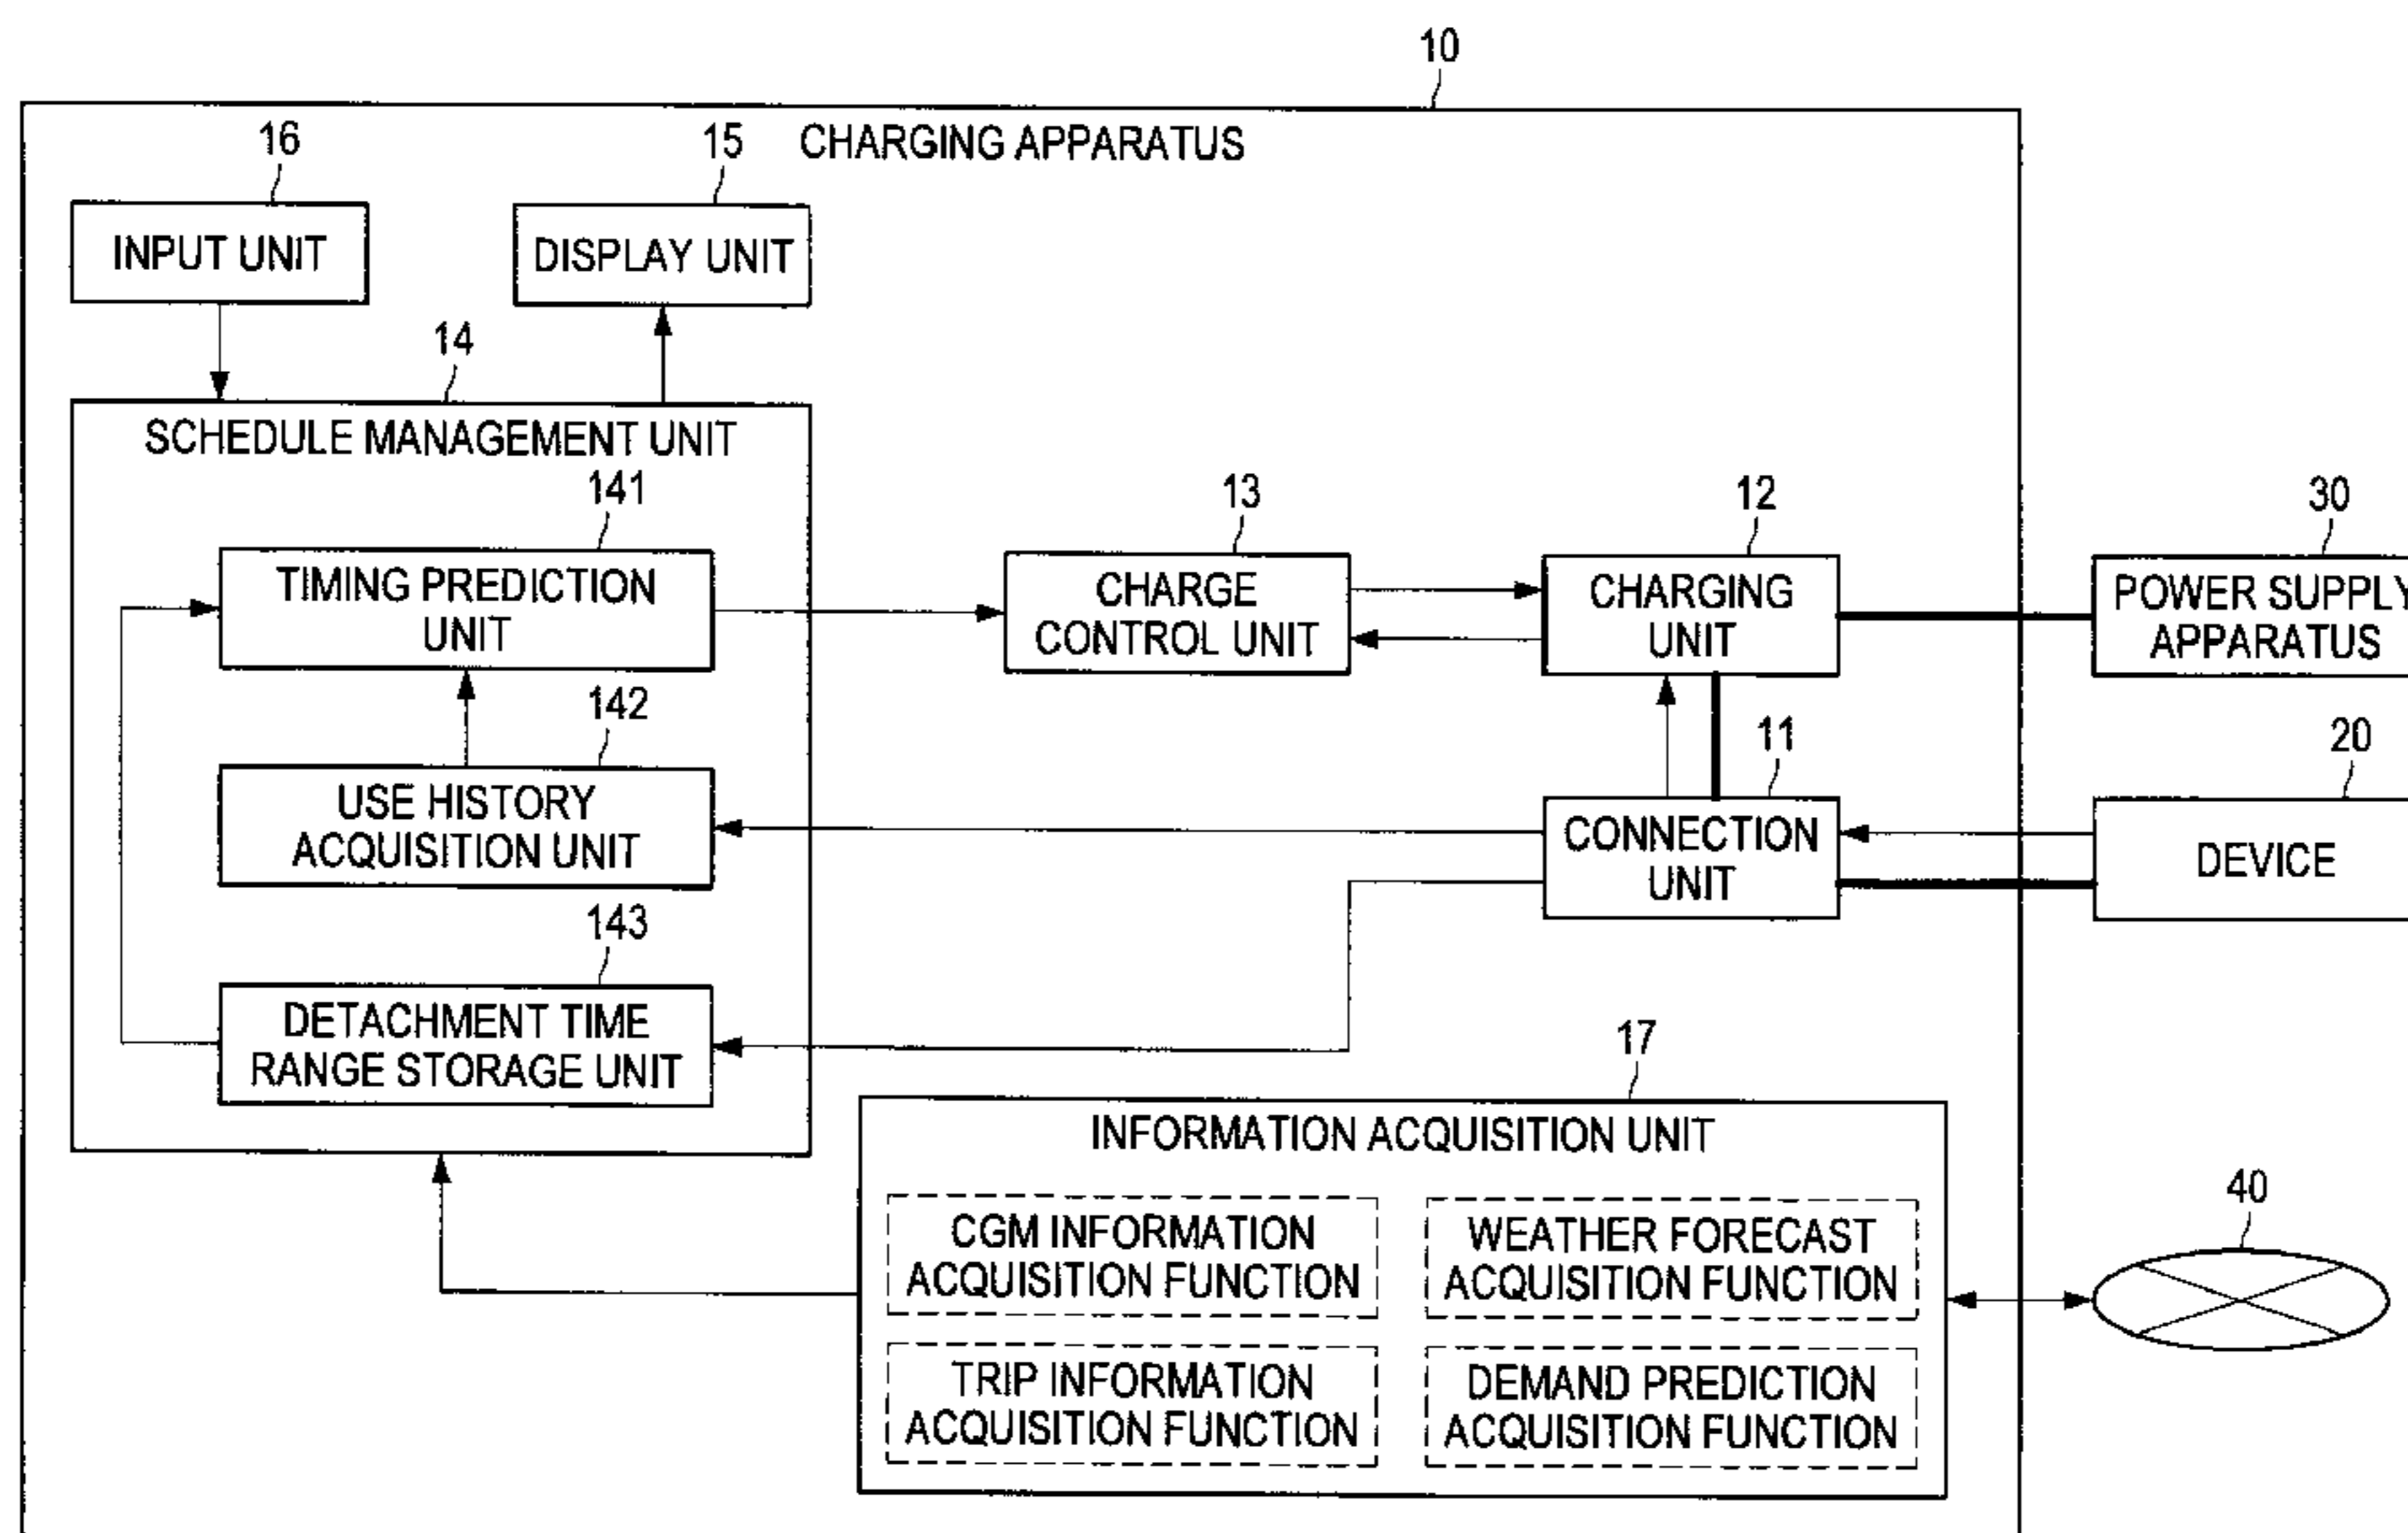 10
CHARGING APPARATUS
16
15
INPUT UNIT
DISPLAY UNIT
14
SCHEDULE MANAGEMENT UNIT
141
TIMING PREDICTION
UNIT
13
CHARGE
CONTROL UNIT
12
CHARGING
UNIT
30
POWER SUPPLY
APPARATUS
142
USE HISTORY
ACQUISITION UNIT
11
CONNECTION
UNIT
20
DEVICE
143
DETACHMENT TIME
RANGE STORAGE UNIT
17
INFORMATION ACQUISITION UNIT
CGM INFORMATION
ACQUISITION FUNCTION
WEATHER FORECAST
ACQUISITION FUNCTION
TRIP INFORMATION
ACQUISITION FUNCTION
DEMAND PREDICTION
ACQUISITION FUNCTION
40